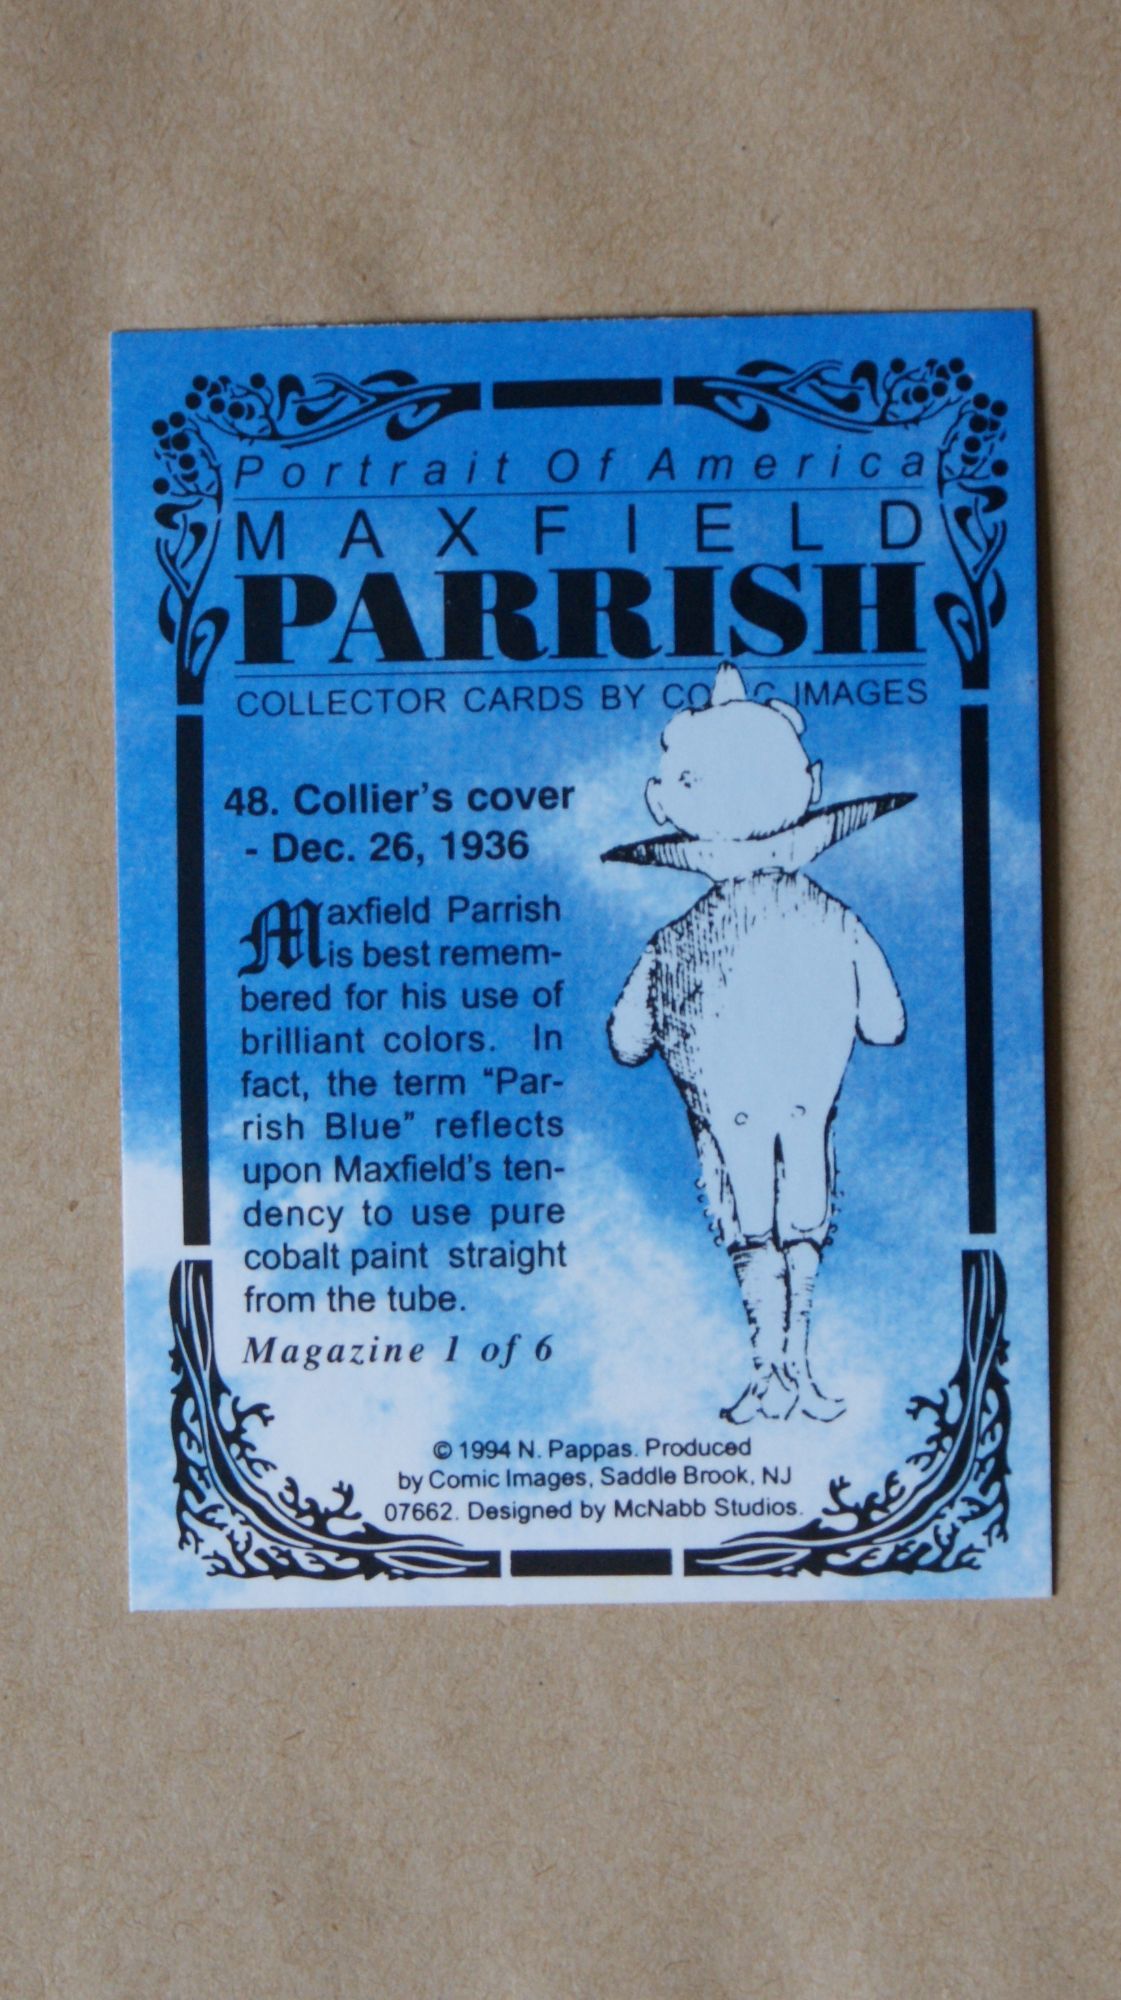 Portrait Of America
MAXFIELD
PARRISH
COLLECTOR CARDS BY CO IC IMAGES
48. Collier's cover
- Dec. 26, 1936
Maxfield Parrish
is best remem-
bered for his use of
brilliant colors. In
fact, the term "Par-
rish Blue" reflects
upon Maxfield's ten-
dency to use pure
cobalt paint straight
from the tube.
Magazine 1 of 6
© 1994 N. Pappas. Produced
by Comic Images, Saddle Brook, NJ
07662. Designed by McNabb Studios.